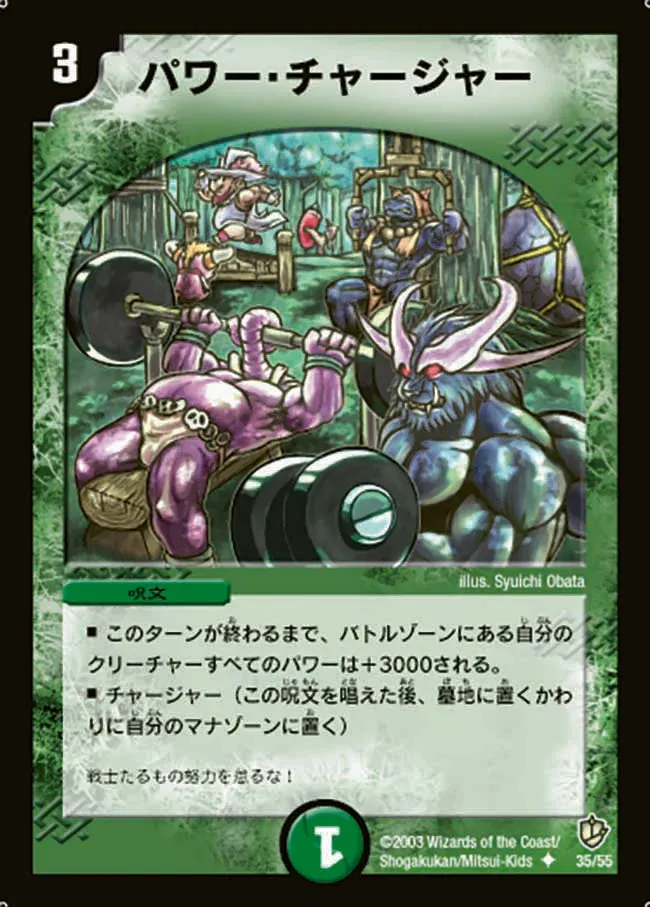 3
パワー・チャージャー
illus. Syuichi Obata
呪文
■ このターンが終わるまで、バトルゾーンにある自分の
クリーチャーすべてのパワーは+3000される。
■ チャージャー（この呪文を唱えた後、墓地に置くかわ
りに自分のマナゾーンに置く）
戦士たるもの努力を怠るな！
1
©2003 Wizards of the Coast/
Shogakukan/Mitsui-Kids
35/55